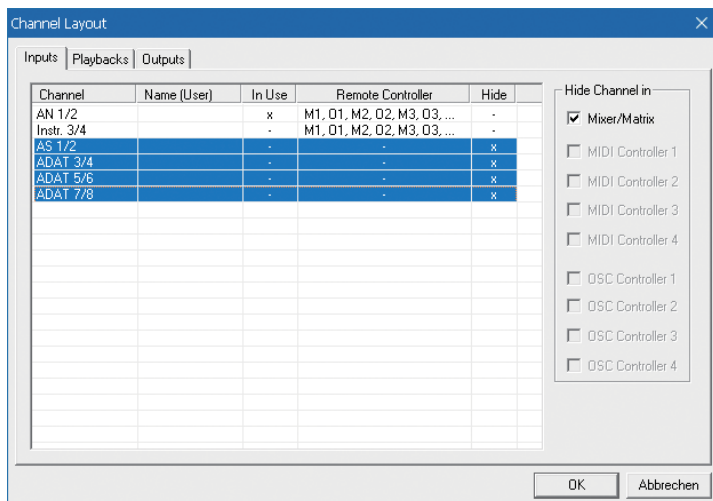 Channel Layout
Inputs Playbacks Outputs
Channel Name (User) In Use Remote Controller Hide
AN 1/2 x M1, O1, M2, O2, M3, O3, ... -
Instr. 3/4 - M1, O1, M2, O2, M3, O3, ... -
AS 1/2 - - x
ADAT 3/4 - - x
ADAT 5/6 - - x
ADAT 7/8 - - x
Hide Channel in
Mixer/Matrix
MIDI Controller 1
MIDI Controller 2
MIDI Controller 3
MIDI Controller 4
OSC Controller 1
OSC Controller 2
OSC Controller 3
OSC Controller 4
OK Abbrechen